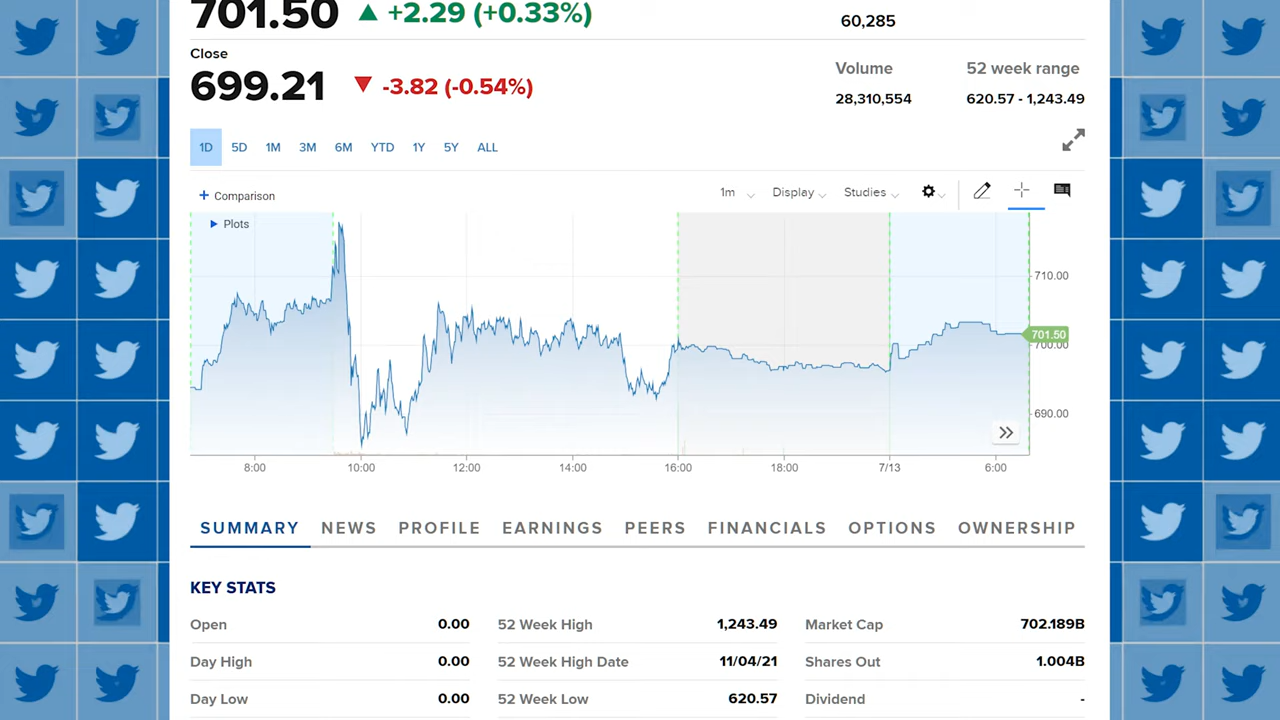 701.50 ▲ +2.29 (+0.33%)
60,285
Close
699.21 ▼ -3.82 (-0.54%)
Volume 52 week range
28,310,554 620.57 - 1,243.49
1D 5D 1M 3M 6M YTD 1Y 5Y ALL
+ Comparison 1m Display Studies
Plots
710.00
701.50
700.00
690.00
8:00 10:00 12:00 14:00 16:00 18:00 7/13 6:00
SUMMARY NEWS PROFILE EARNINGS PEERS FINANCIALS OPTIONS OWNERSHIP
KEY STATS
Open 0.00 52 Week High 1,243.49 Market Cap 702.189B
Day High 0.00 52 Week High Date 11/04/21 Shares Out 1.004B
Day Low 0.00 52 Week Low 620.57 Dividend -